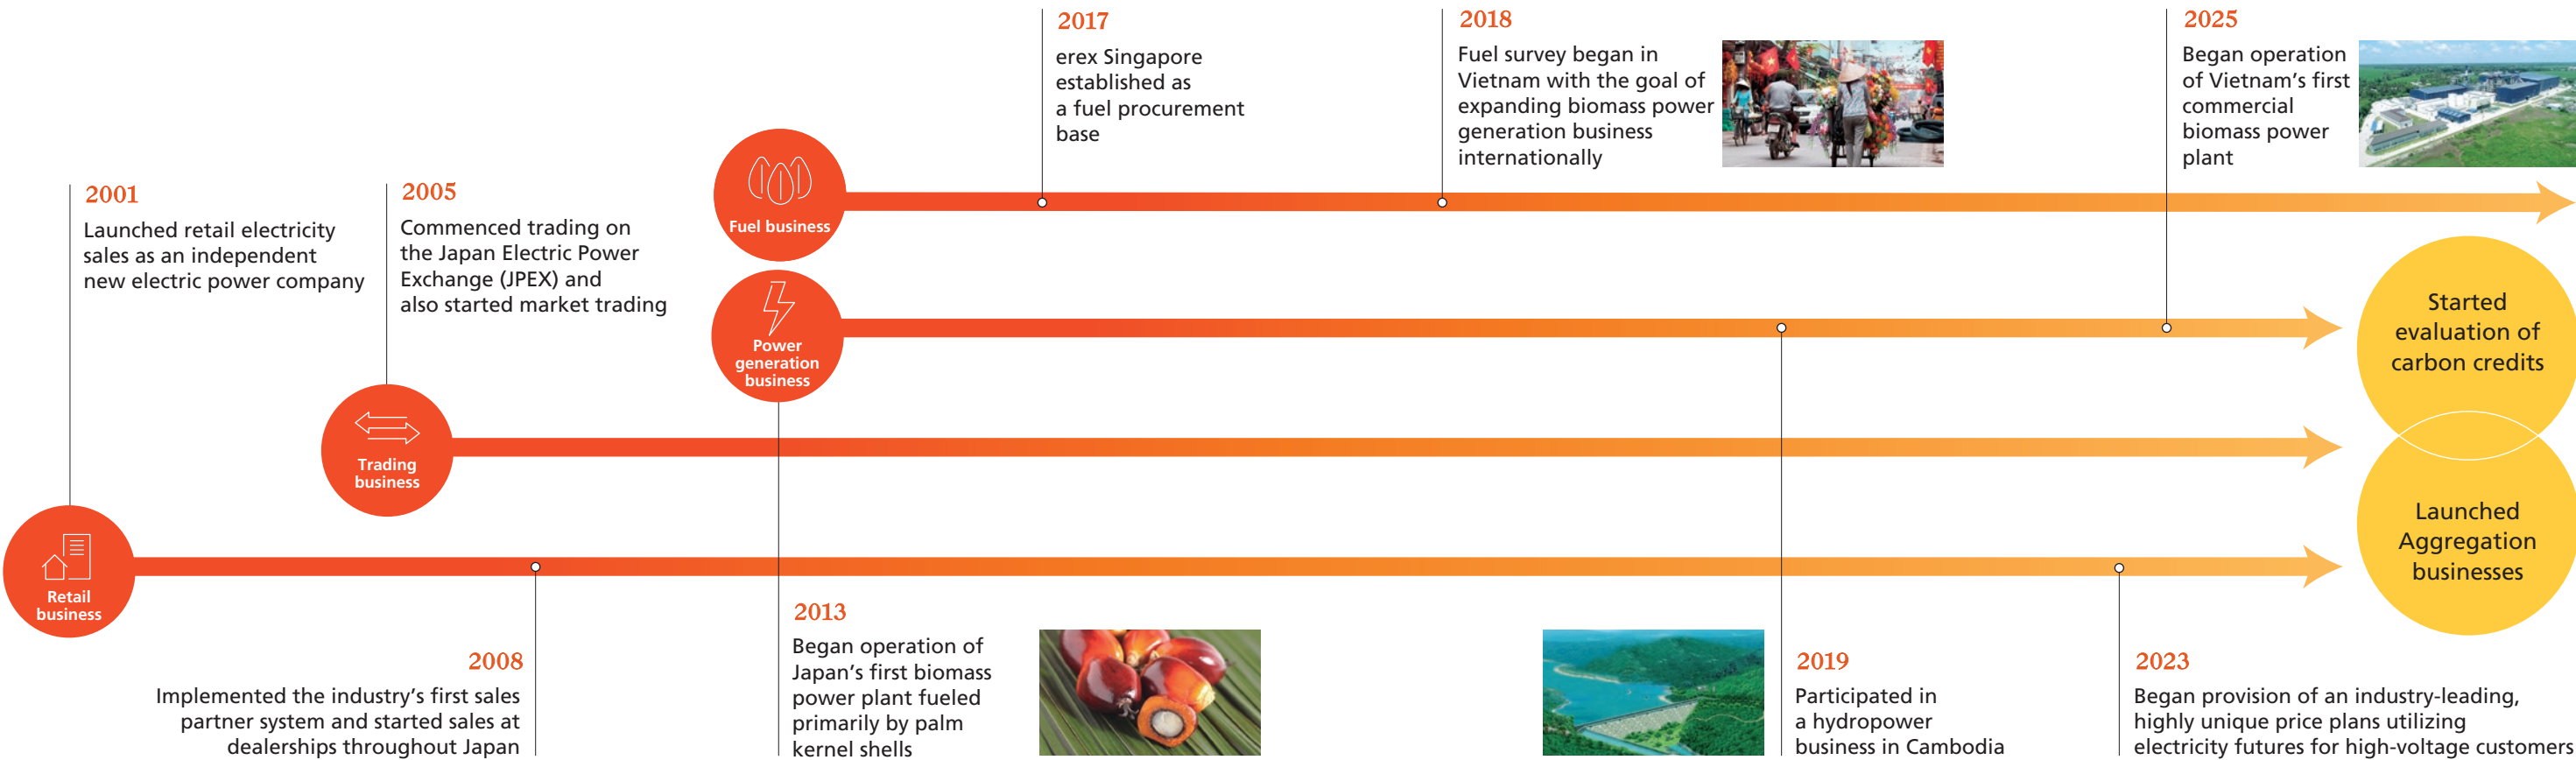 2001
Launched retail electricity
sales as an independent
new electric power company
2005
Commenced trading on
the Japan Electric Power
Exchange (JPEX) and
also started market trading
2017
erex Singapore
established as
a fuel procurement
base
2018
Fuel survey began in
Vietnam with the goal of
expanding biomass power
generation business
internationally
2025
Began operation
of Vietnam’s first
commercial
biomass power
plant
Fuel business
Power
generation
business
Trading
business
Retail
business
Started
evaluation of
carbon credits
Launched
Aggregation
businesses
2008
Implemented the industry’s first sales
partner system and started sales at
dealerships throughout Japan
2013
Began operation of
Japan’s first biomass
power plant fueled
primarily by palm
kernel shells
2019
Participated in
a hydropower
business in Cambodia
2023
Began provision of an industry-leading,
highly unique price plans utilizing
electricity futures for high-voltage customers